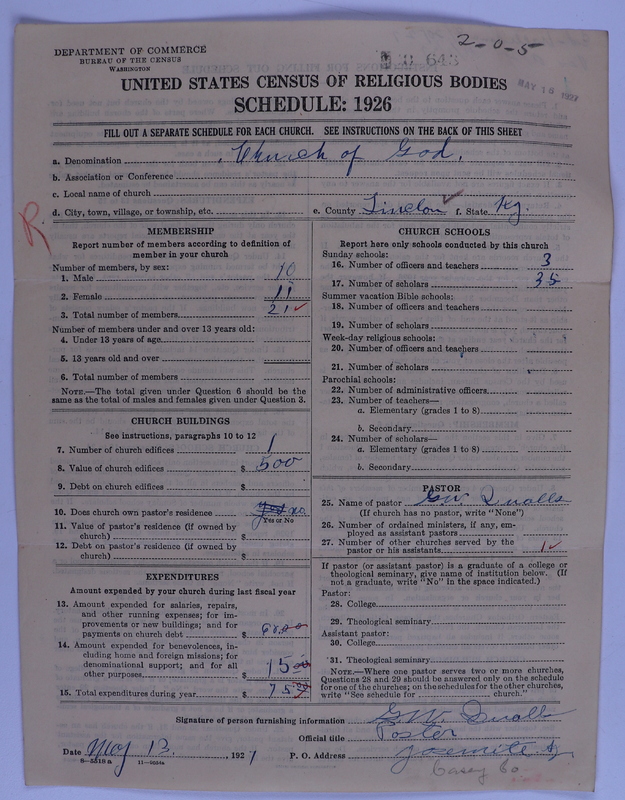 2-0-5
DEPARTMENT OF COMMERCE
BUREAU OF THE CENSUS
WASHINGTON
643
MAY 16 1927
UNITED STATES CENSUS OF RELIGIOUS BODIES
SCHEDULE: 1926
FILL OUT A SEPARATE SCHEDULE FOR EACH CHURCH. SEE INSTRUCTIONS ON THE BACK OF THIS SHEET
a. Denomination Church of God.
b. Association or Conference
c. Local name of church
d. City, town, village, or township, etc. e. County Lincoln ✓ f. State Ky.
R
MEMBERSHIP
Report number of members according to definition of
member in your church
Number of members, by sex:
1. Male 10
2. Female 11
3. Total number of members 21 ✓
Number of members under and over 13 years old:
4. Under 13 years of age
5. 13 years old and over
6. Total number of members
NOTE.—The total given under Question 6 should be the
same as the total of males and females given under Question 3.
CHURCH BUILDINGS
See instructions, paragraphs 10 to 12
7. Number of church edifices 1
8. Value of church edifices $ 500
9. Debt on church edifices $
10. Does church own pastor's residence no
Yes or No
11. Value of pastor's residence (if owned by
church) $
12. Debt on pastor's residence (if owned by
church) $
EXPENDITURES
Amount expended by your church during last fiscal year
13. Amount expended for salaries, repairs,
and other running expenses; for im-
provements or new buildings; and for
payments on church debt $ 60.00
14. Amount expended for benevolences, in-
cluding home and foreign missions; for
denominational support; and for all
other purposes $ 15.00
15. Total expenditures during year $ 75.00
CHURCH SCHOOLS
Report here only schools conducted by this church
Sunday schools:
16. Number of officers and teachers 3
17. Number of scholars 35
Summer vacation Bible schools:
18. Number of officers and teachers
19. Number of scholars
Week-day religious schools:
20. Number of officers and teachers
21. Number of scholars
Parochial schools:
22. Number of administrative officers
23. Number of teachers—
a. Elementary (grades 1 to 8)
b. Secondary
24. Number of scholars—
a. Elementary (grades 1 to 8)
b. Secondary
PASTOR
25. Name of pastor G.W. Qualls
(If church has no pastor, write "None")
26. Number of ordained ministers, if any, em-
ployed as assistant pastors
27. Number of other churches served by the
pastor or his assistants 1 ✓
If pastor (or assistant pastor) is a graduate of a college or
theological seminary, give name of institution below. (If
not a graduate, write "No" in the space indicated.)
Pastor:
28. College
29. Theological seminary
Assistant pastor:
30. College
31. Theological seminary
NOTE.—Where one pastor serves two or more churches,
Questions 28 and 29 should be answered only on the schedule
for one of the churches; on the schedules for the other churches,
write "See schedule for church."
Signature of person furnishing information G.W. Quall
Official title Paster
Date May 13, 1927 P. O. Address Yosemite Ky
8-5518 a 11-9034a
Casey Co